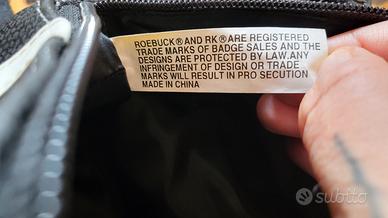 ROEBUCK® AND RK® ARE REGISTERED
TRADE MARKS OF BADGE SALES AND THE
DESIGNS ARE PROTECTED BY LAW.ANY
INFRINGEMENT OF DESIGN OR TRADE
MARKS WILL RESULT IN PRO SECUTION
MADE IN CHINA
subito